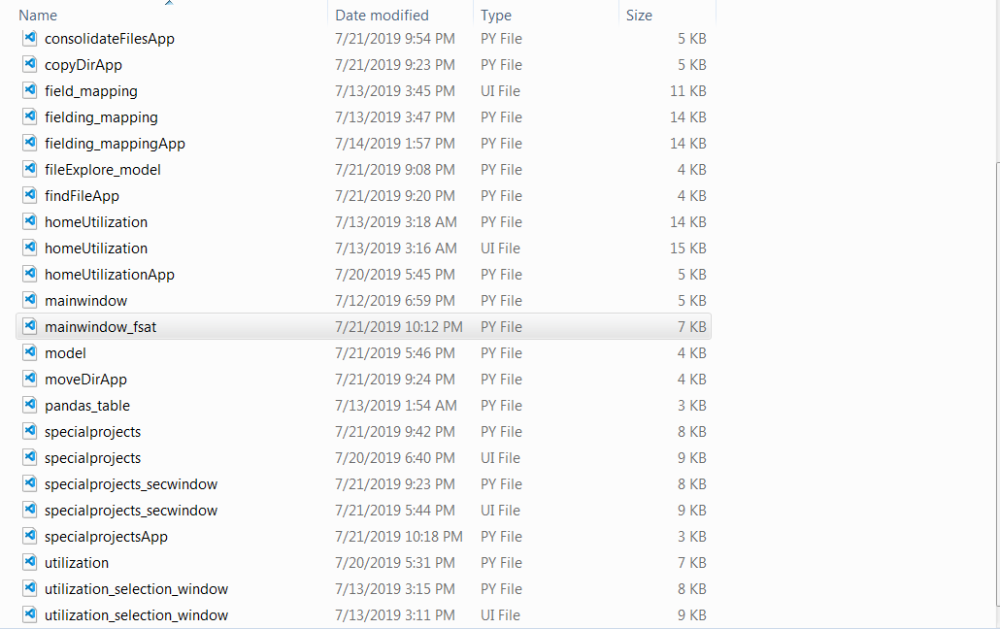 Name Date modified Type Size
consolidateFilesApp 7/21/2019 9:54 PM PY File 5 KB
copyDirApp 7/21/2019 9:23 PM PY File 5 KB
field_mapping 7/13/2019 3:45 PM UI File 11 KB
fielding_mapping 7/13/2019 3:47 PM PY File 14 KB
fielding_mappingApp 7/14/2019 1:57 PM PY File 14 KB
fileExplore_model 7/21/2019 9:08 PM PY File 4 KB
findFileApp 7/21/2019 9:20 PM PY File 4 KB
homeUtilization 7/13/2019 3:18 AM PY File 14 KB
homeUtilization 7/13/2019 3:16 AM UI File 15 KB
homeUtilizationApp 7/20/2019 5:45 PM PY File 5 KB
mainwindow 7/12/2019 6:59 PM PY File 5 KB
mainwindow_fsat 7/21/2019 10:12 PM PY File 7 KB
model 7/21/2019 5:46 PM PY File 4 KB
moveDirApp 7/21/2019 9:24 PM PY File 4 KB
pandas_table 7/13/2019 1:54 AM PY File 3 KB
specialprojects 7/21/2019 9:42 PM PY File 8 KB
specialprojects 7/20/2019 6:40 PM UI File 9 KB
specialprojects_secwindow 7/21/2019 9:23 PM PY File 8 KB
specialprojects_secwindow 7/21/2019 5:44 PM UI File 9 KB
specialprojectsApp 7/21/2019 10:18 PM PY File 3 KB
utilization 7/20/2019 5:31 PM PY File 7 KB
utilization_selection_window 7/13/2019 3:15 PM PY File 8 KB
utilization_selection_window 7/13/2019 3:11 PM UI File 9 KB